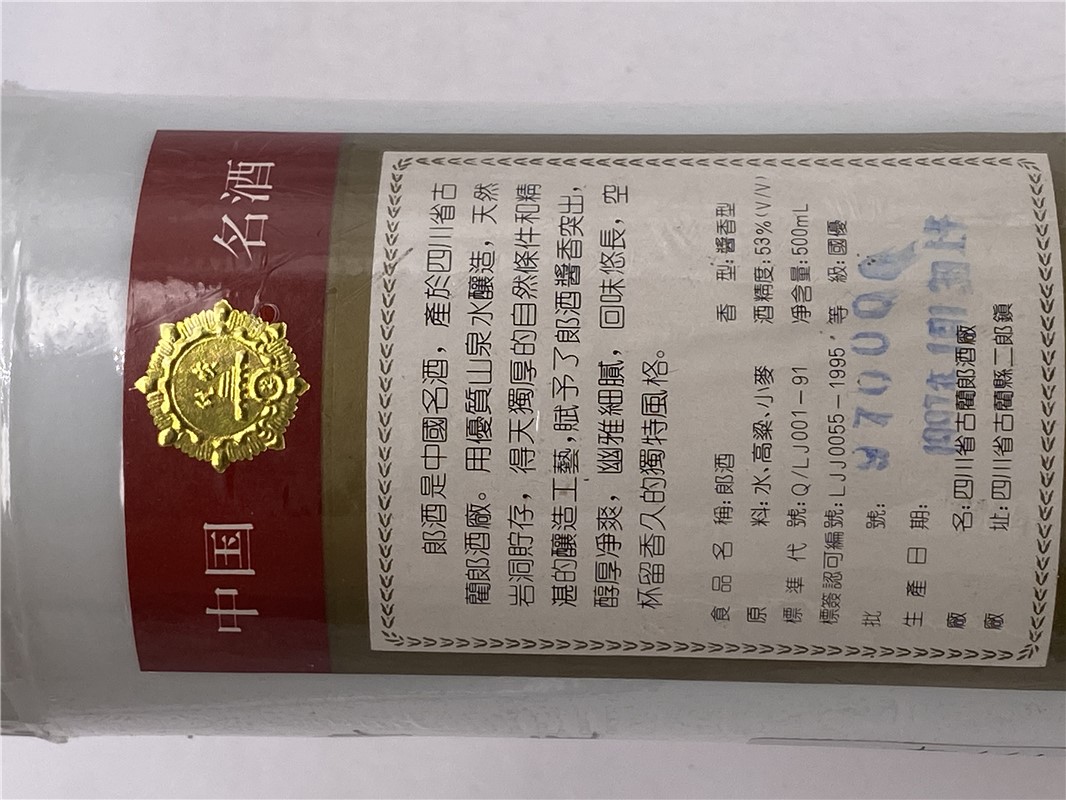 中国 名酒
郎酒是中國名酒，產於四川省古
藺郎酒廠。用優質山泉水釀造，天然
岩洞貯存，得天獨厚的自然條件和精
湛的釀造工藝，賦予了郎酒醬香突出，
醇厚凈爽，幽雅細膩，回味悠長，空
杯留香久的獨特風格。
食品名稱：郎酒 香型：醬香型
原料：水、高粱、小麥 酒精度：53%(V/V)
標準代號：Q/LJ001-91 凈含量：500mL
標簽認可編號：LJJ0055-1995 等級：國優
批號：
生產日期：
廠名：四川省古藺郎酒廠
廠址：四川省古藺縣二郎鎮